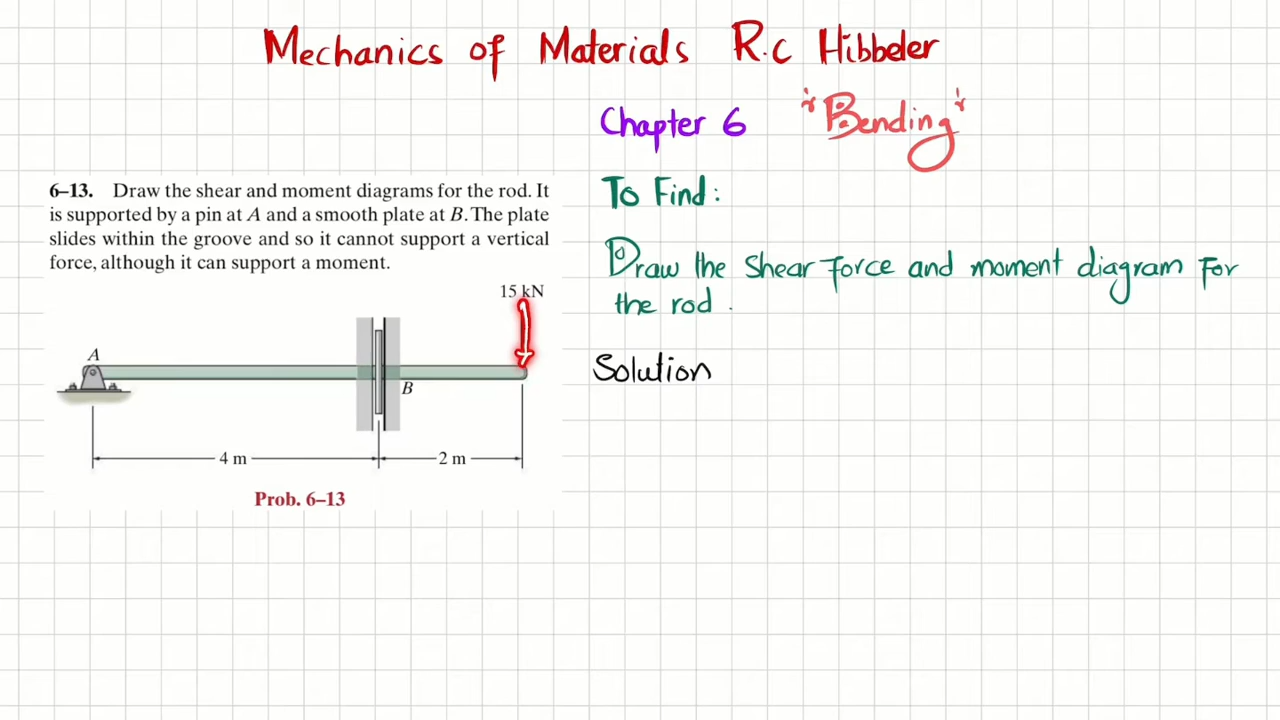 Mechanics of Materials R.c Hibbeler
Chapter 6 "Bending"
6–13. Draw the shear and moment diagrams for the rod. It
is supported by a pin at A and a smooth plate at B. The plate
slides within the groove and so it cannot support a vertical
force, although it can support a moment.
15 kN
A
B
4 m
2 m
Prob. 6–13
To Find:
Draw the Shear Force and moment diagram For
the rod .
Solution